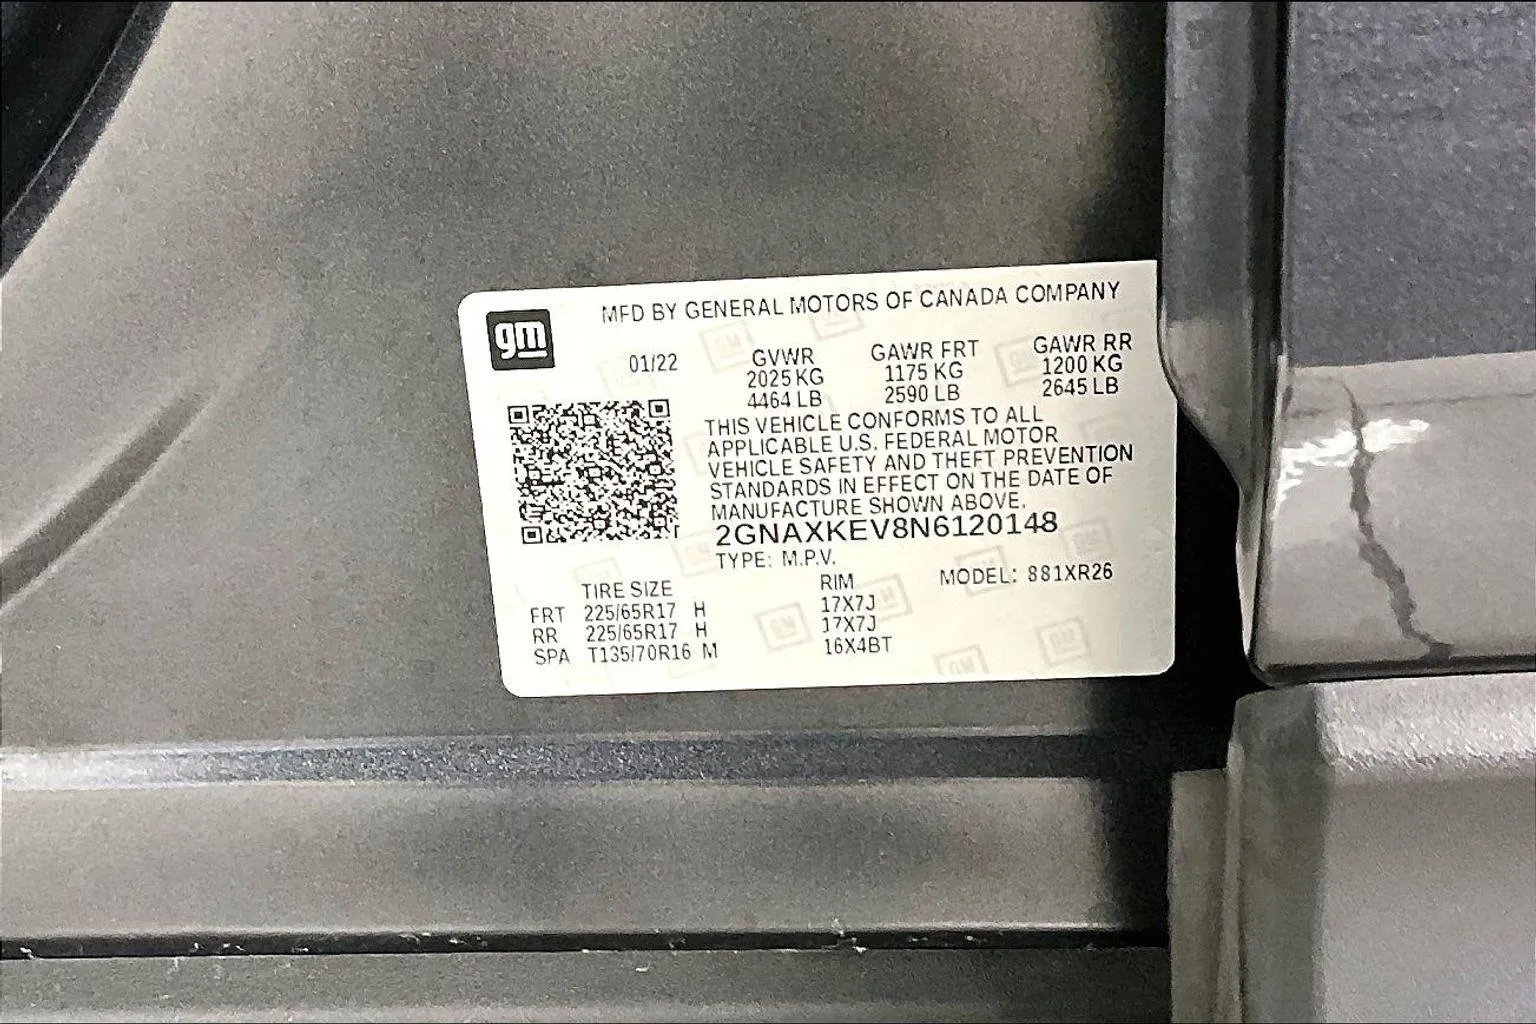 gm
MFD BY GENERAL MOTORS OF CANADA COMPANY
01/22 GVWR GAWR FRT GAWR RR
2025 KG 1175 KG 1200 KG
4464 LB 2590 LB 2645 LB
THIS VEHICLE CONFORMS TO ALL
APPLICABLE U.S. FEDERAL MOTOR
VEHICLE SAFETY AND THEFT PREVENTION
STANDARDS IN EFFECT ON THE DATE OF
MANUFACTURE SHOWN ABOVE.
2GNAXKEV8N6120148
TYPE: M.P.V.
TIRE SIZE RIM MODEL: 881XR26
FRT 225/65R17 H 17X7J
RR 225/65R17 H 17X7J
SPA T135/70R16 M 16X4BT